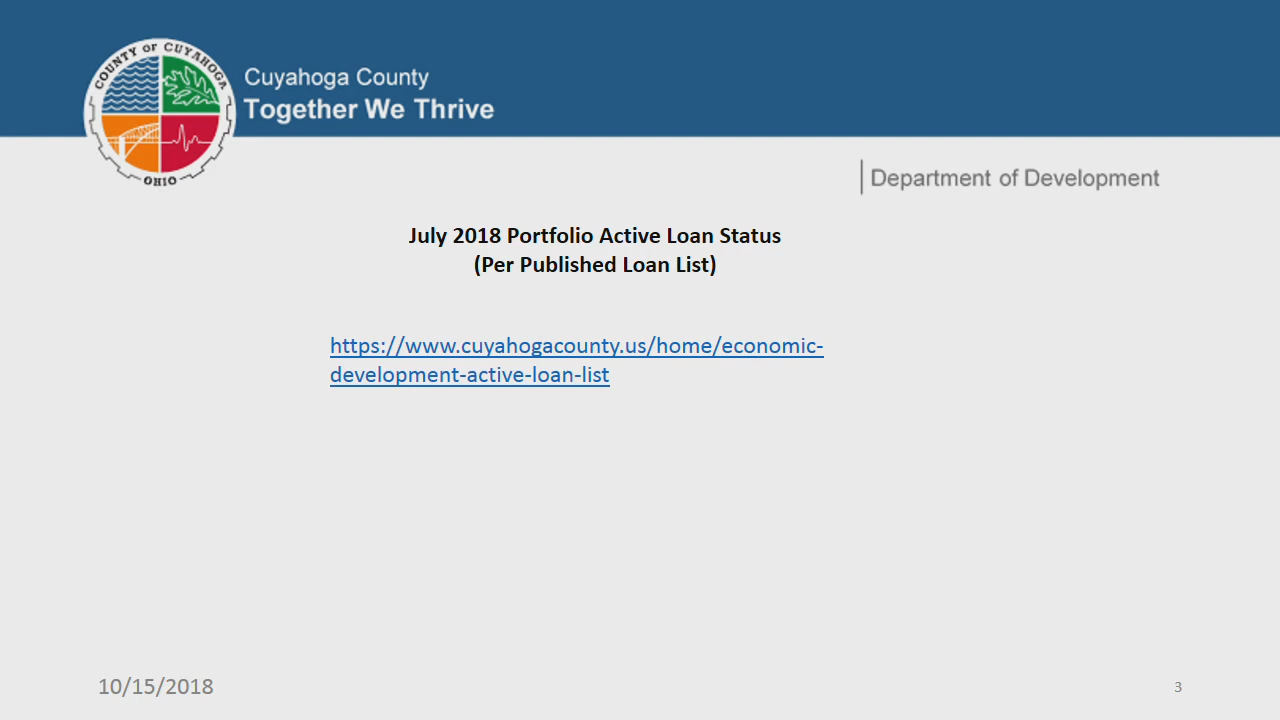 COUNTY OF CUYAHOGA
OHIO
Cuyahoga County
Together We Thrive
Department of Development
July 2018 Portfolio Active Loan Status
(Per Published Loan List)
https://www.cuyahogacounty.us/home/economic-
development-active-loan-list
10/15/2018
3